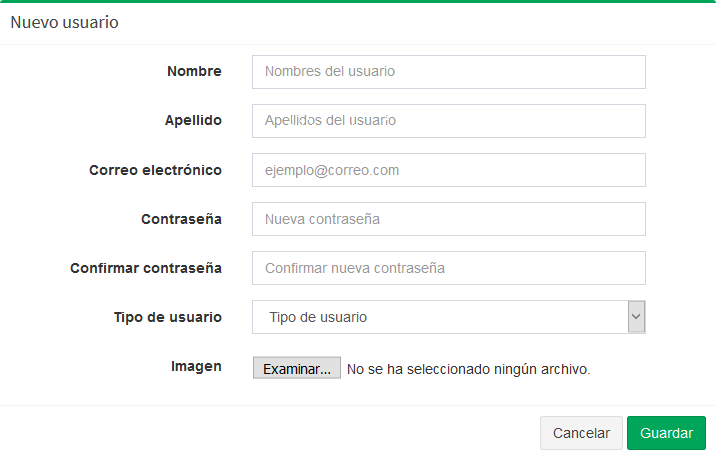 Nuevo usuario
Nombre Nombres del usuario
Apellido Apellidos del usuario
Correo electrónico ejemplo@correo.com
Contraseña Nueva contraseña
Confirmar contraseña Confirmar nueva contraseña
Tipo de usuario Tipo de usuario
Imagen Examinar... No se ha seleccionado ningún archivo.
Cancelar Guardar